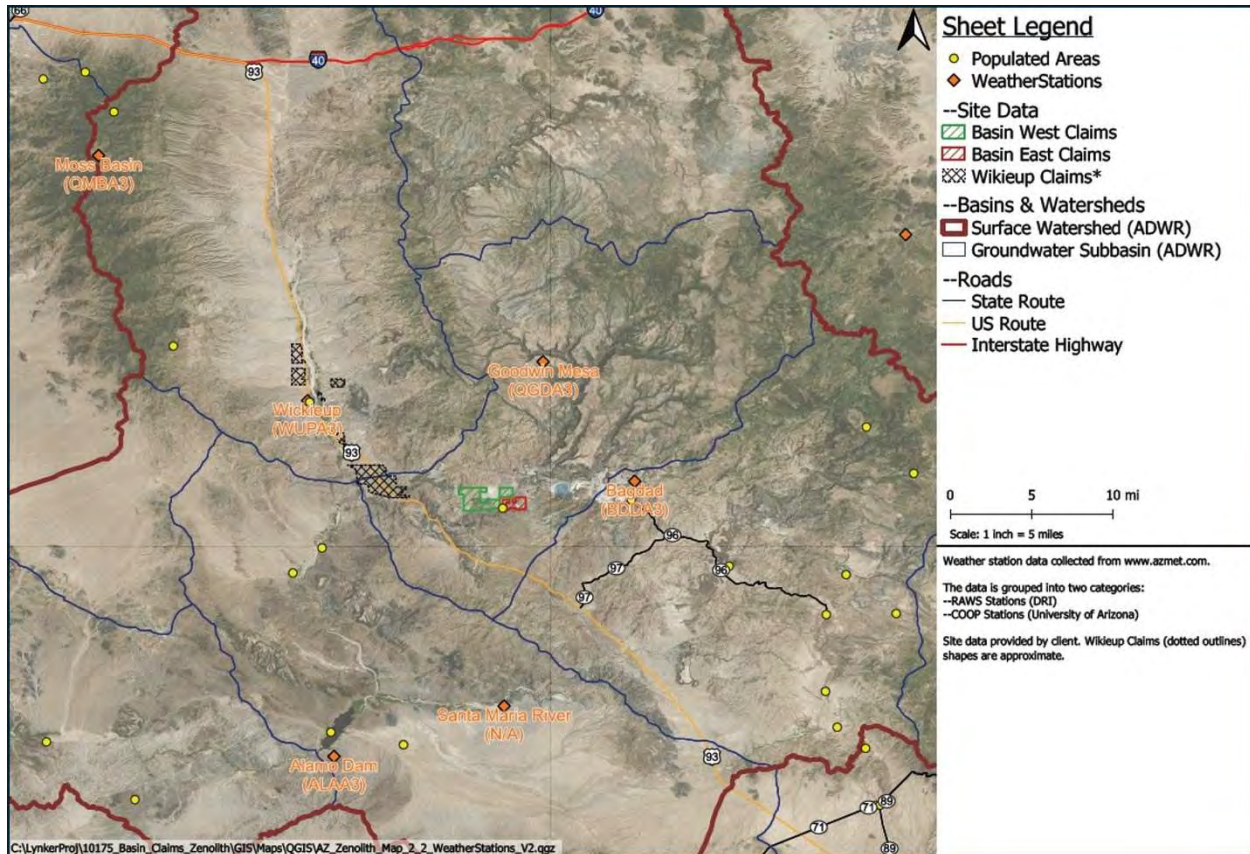 66
40
93
40
Moss Basin
(QMBA3)
Goodwin Mesa
(QGDA3)
Wickieup
(WUPA3)
93
Bagdad
(BDDA3)
96
97
96
97
Santa Maria River
(N/A)
Alamo Dam
(ALAA3)
93
89
71
71
89
C:\LynkerProj\10175_Basin_Claims_Zenolith\GIS\Maps\QGIS\AZ_Zenolith_Map_2_2_WeatherStations_V2.qgz
Sheet Legend
Populated Areas
WeatherStations
--Site Data
Basin West Claims
Basin East Claims
Wikieup Claims*
--Basins & Watersheds
Surface Watershed (ADWR)
Groundwater Subbasin (ADWR)
--Roads
State Route
US Route
Interstate Highway
0 5 10 mi
Scale: 1 inch = 5 miles
Weather station data collected from www.azmet.com.
The data is grouped into two categories:
--RAWS Stations (DRI)
--COOP Stations (University of Arizona)
Site data provided by client. Wikieup Claims (dotted outlines)
shapes are approximate.